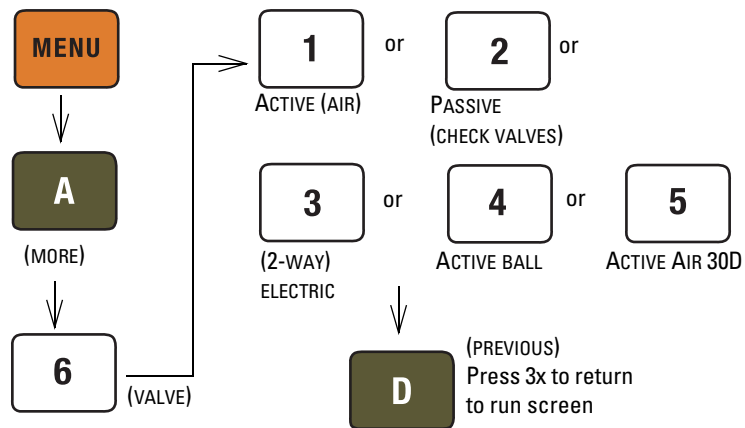 MENU
A
(MORE)
6
(VALVE)
1
or
ACTIVE (AIR)
2
or
PASSIVE
(CHECK VALVES)
3
or
(2-WAY)
ELECTRIC
4
or
ACTIVE BALL
5
ACTIVE AIR 30D
D
(PREVIOUS)
Press 3x to return
to run screen